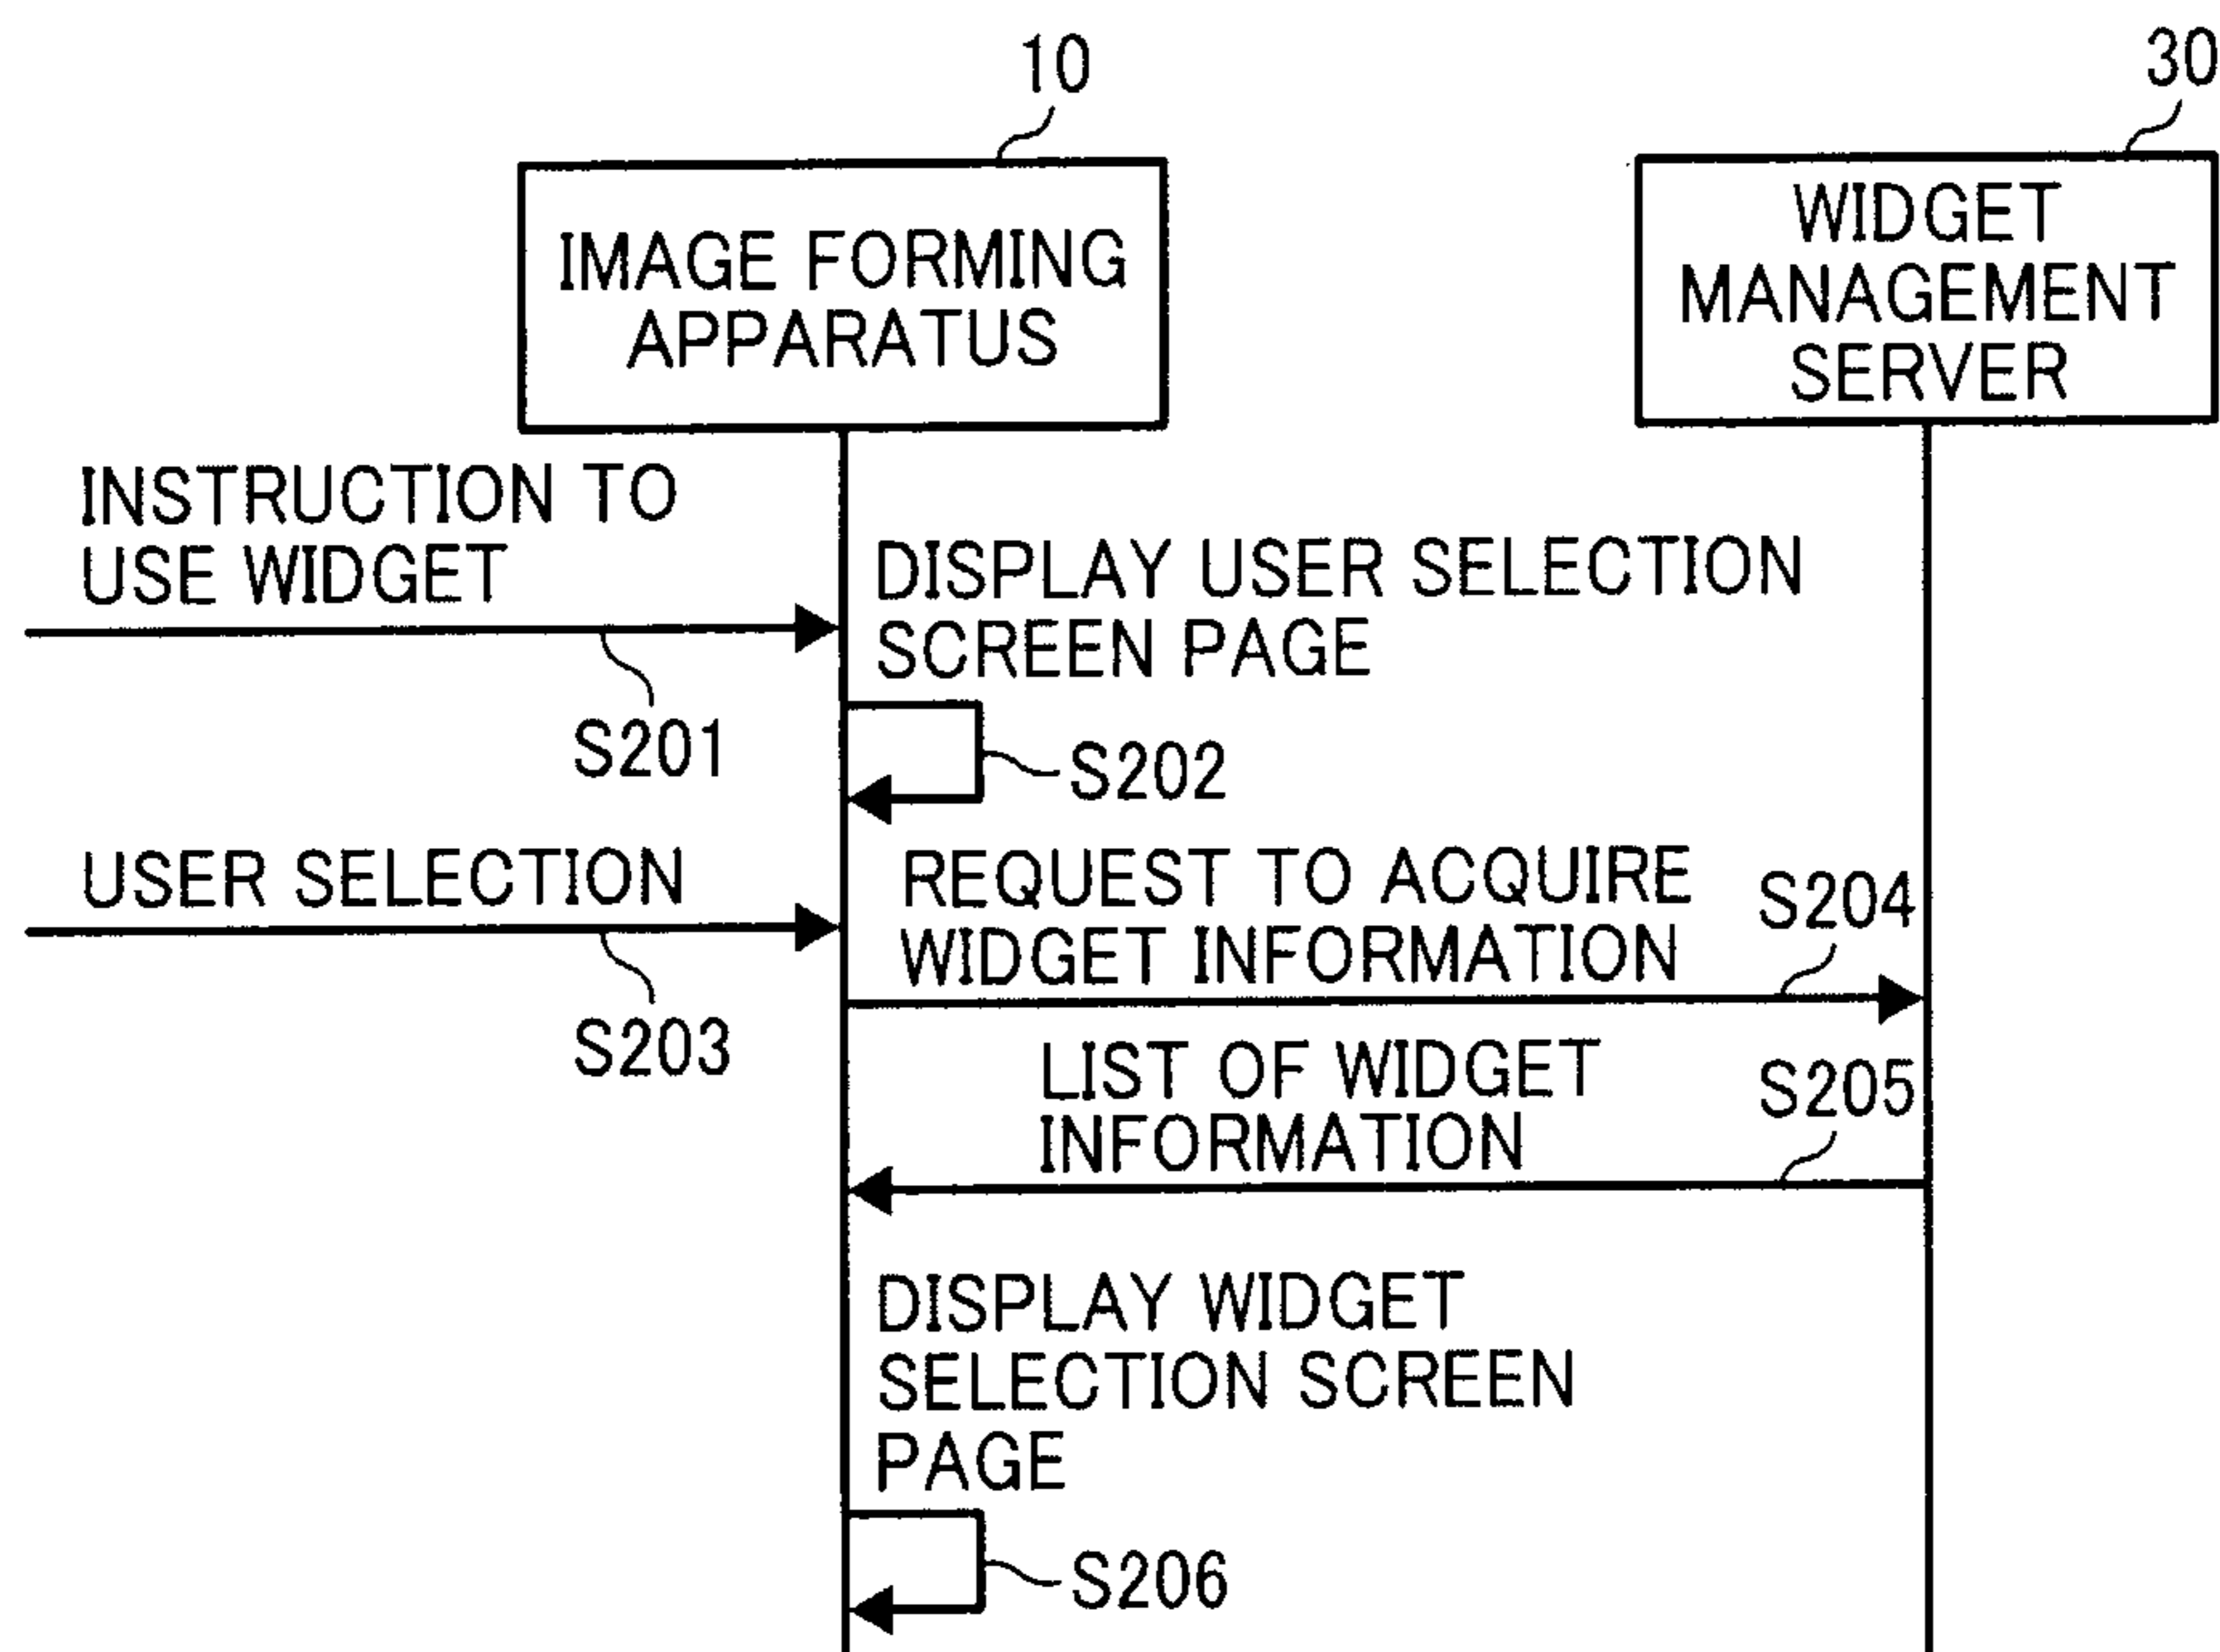 10
30
IMAGE FORMING
APPARATUS
WIDGET
MANAGEMENT
SERVER
INSTRUCTION TO
USE WIDGET
S201
DISPLAY USER SELECTION
SCREEN PAGE
S202
USER SELECTION
S203
REQUEST TO ACQUIRE
WIDGET INFORMATION
S204
LIST OF WIDGET
INFORMATION
S205
DISPLAY WIDGET
SELECTION SCREEN
PAGE
S206